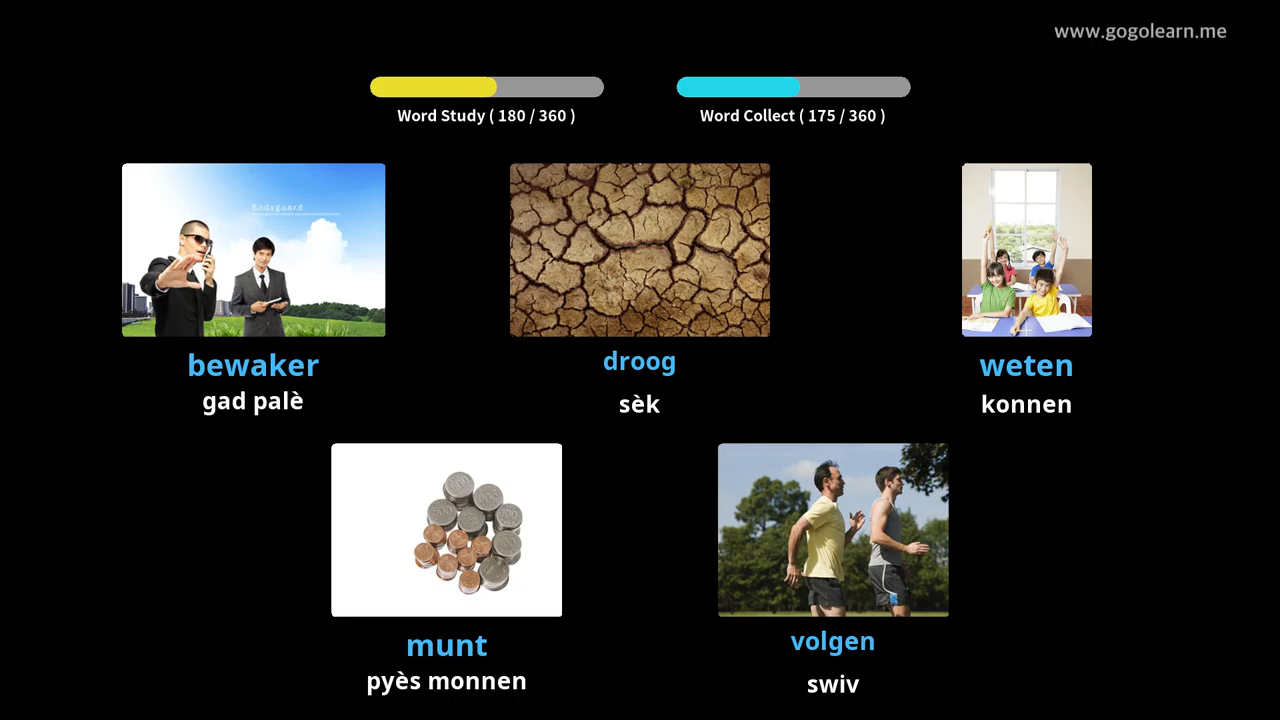 www.gogolearn.me
Word Study ( 180 / 360 )
Word Collect ( 175 / 360 )
Bodyguard
bewaker
gad palè
droog
sèk
weten
konnen
munt
pyès monnen
volgen
swiv